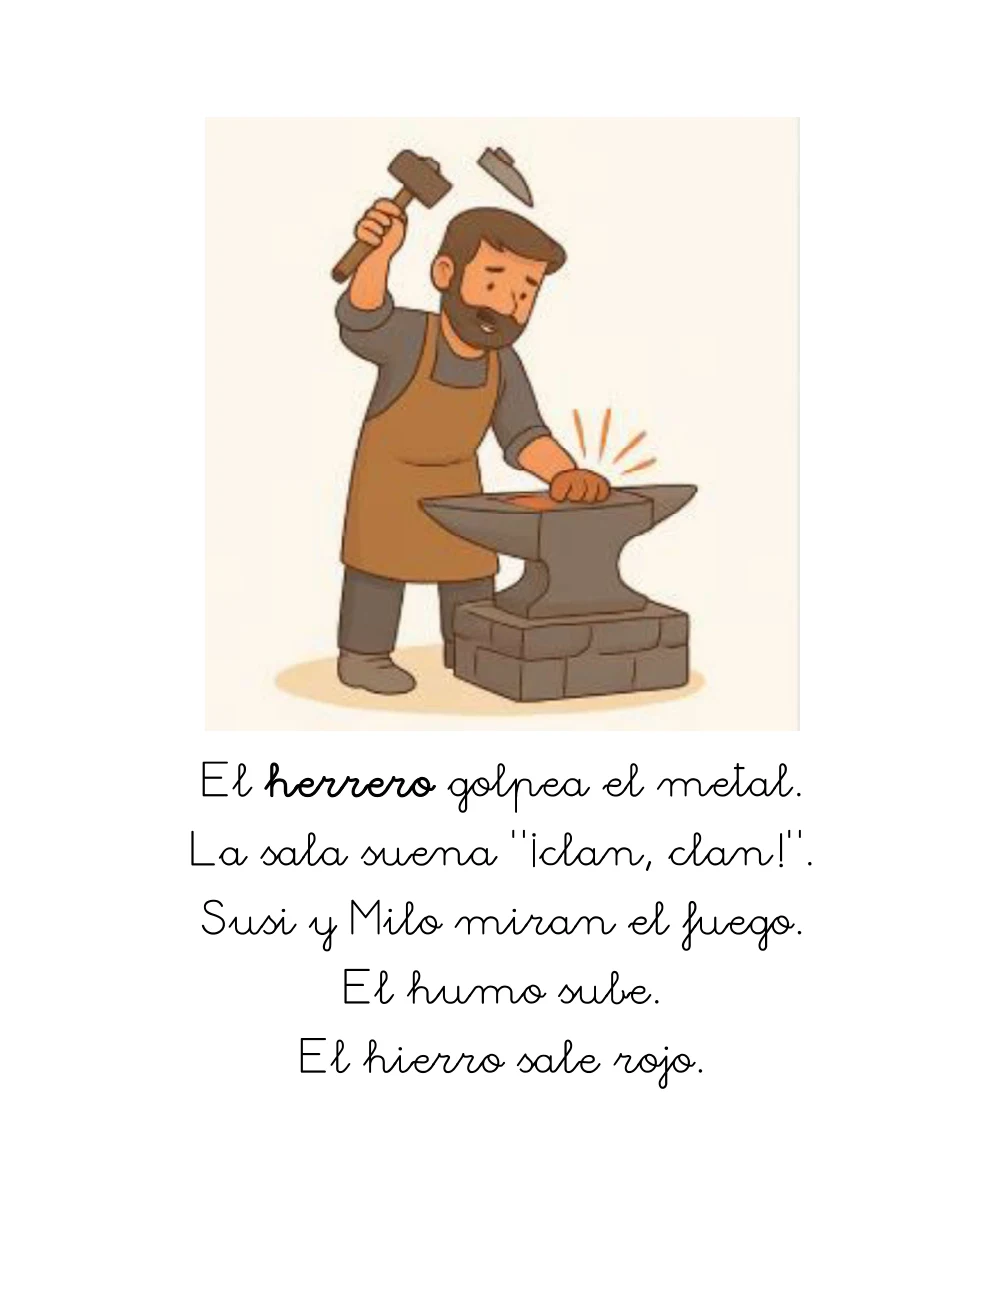 El herrero golpea el metal.
La sala suena "¡clan, clan!".
Susi y Milo miran el fuego.
El humo sube.
El hierro sale rojo.